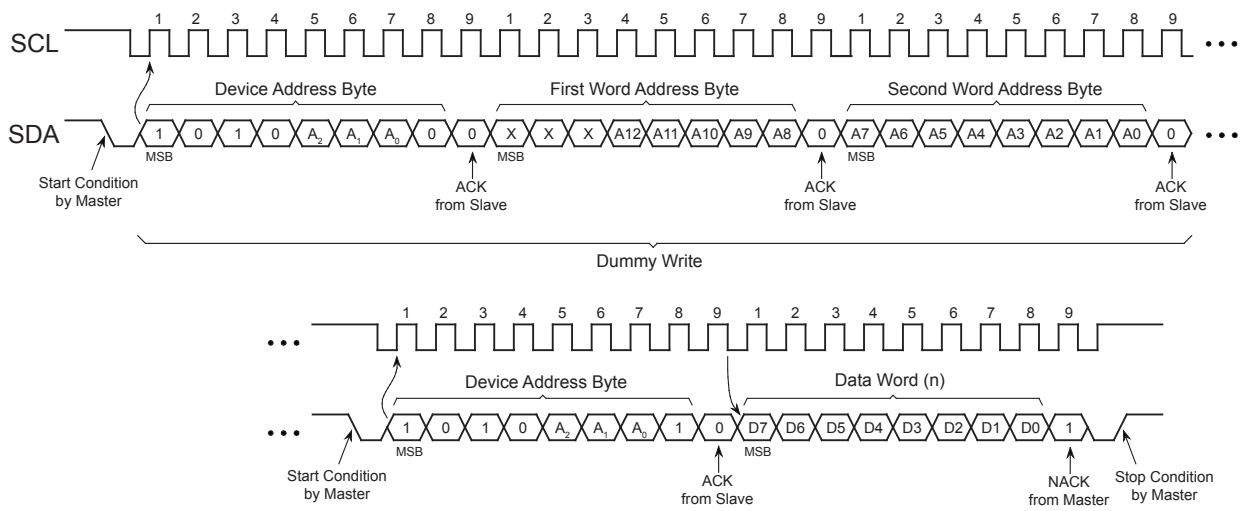 1 2 3 4 5 6 7 8 9 1 2 3 4 5 6 7 8 9 1 2 3 4 5 6 7 8 9
SCL
Device Address Byte First Word Address Byte Second Word Address Byte
SDA 1 0 1 0 A2 A1 A0 0 0 X X X A12 A11 A10 A9 A8 0 A7 A6 A5 A4 A3 A2 A1 A0 0
MSB MSB MSB
Start Condition
by Master
ACK
from Slave
ACK
from Slave
ACK
from Slave
Dummy Write
1 2 3 4 5 6 7 8 9 1 2 3 4 5 6 7 8 9
Device Address Byte Data Word (n)
1 0 1 0 A2 A1 A0 1 0 D7 D6 D5 D4 D3 D2 D1 D0 1
MSB MSB
Start Condition
by Master
ACK
from Slave
NACK
from Master
Stop Condition
by Master